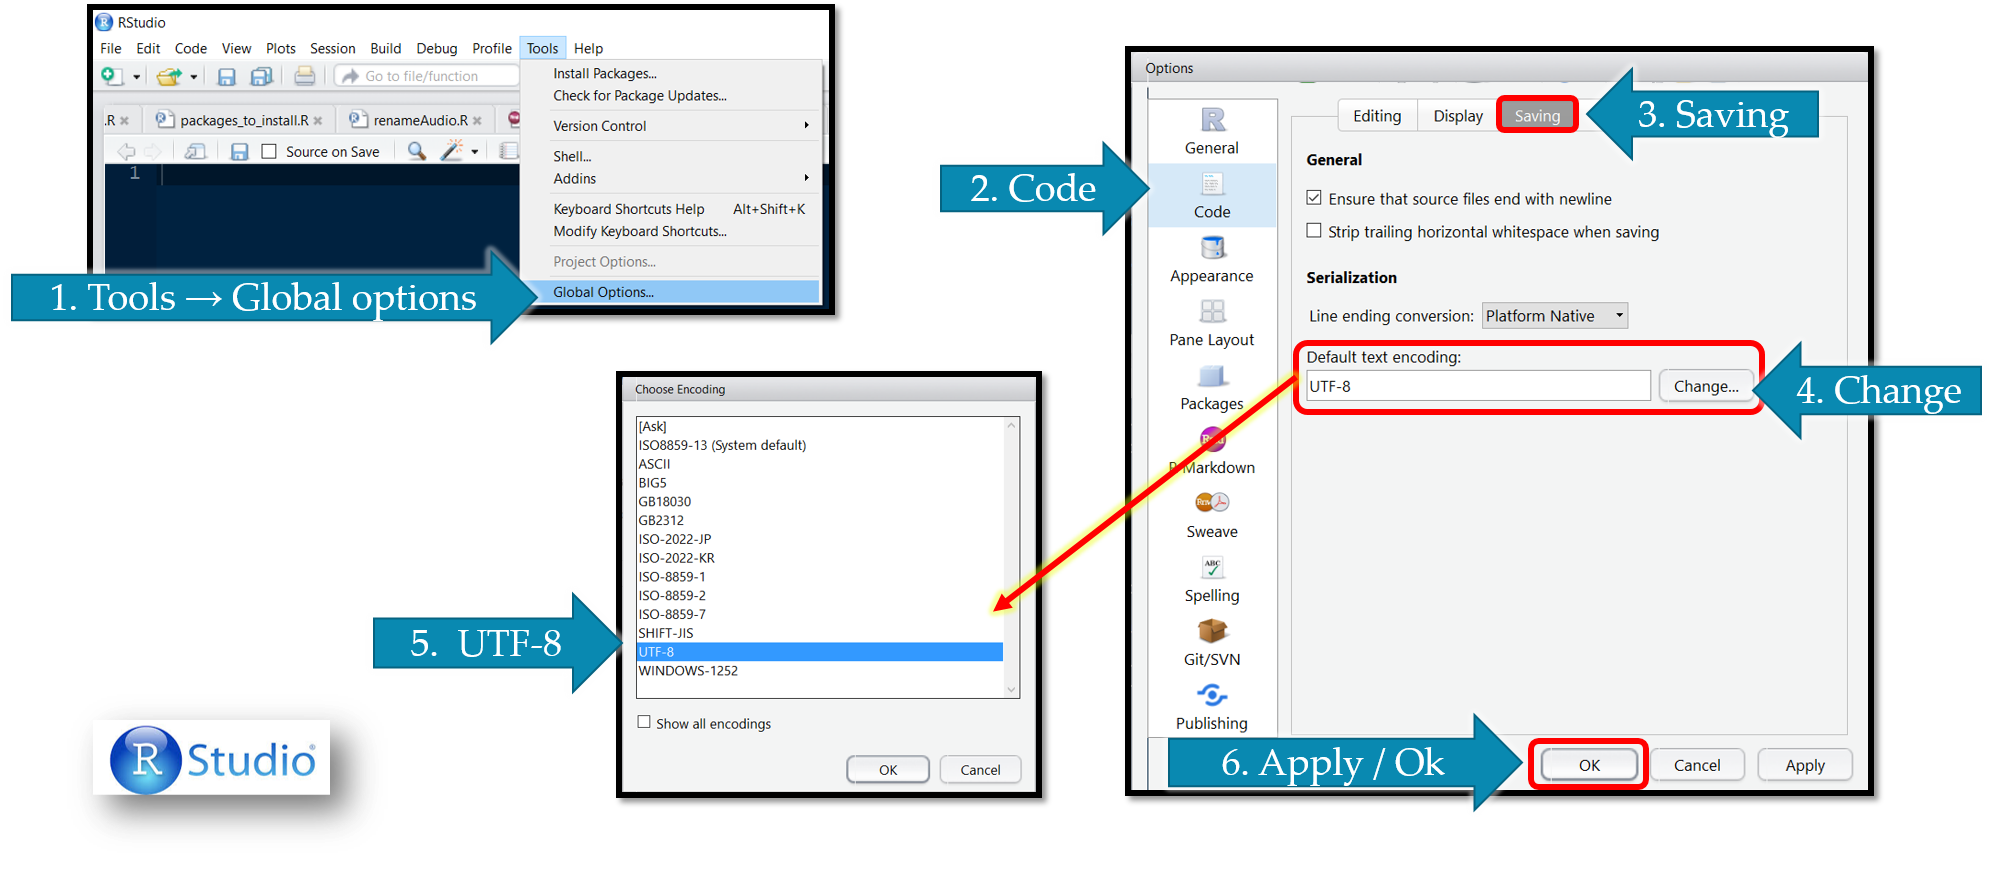 RStudio
File Edit Code View Plots Session Build Debug Profile Tools Help
Go to file/function
.R packages_to_install.R renameAudio.R
Source on Save
1
Install Packages...
Check for Package Updates...
Version Control
Shell...
Addins
Keyboard Shortcuts Help Alt+Shift+K
Modify Keyboard Shortcuts...
Project Options...
Global Options...
1. Tools → Global options
Options
2. Code
General
Code
Appearance
Pane Layout
Packages
R Markdown
Sweave
ABC
Spelling
Git/SVN
Publishing
Editing Display Saving
3. Saving
General
Ensure that source files end with newline
Strip trailing horizontal whitespace when saving
Serialization
Line ending conversion: Platform Native
Default text encoding:
UTF-8 Change...
4. Change
Choose Encoding
[Ask]
ISO8859-13 (System default)
ASCII
BIG5
GB18030
GB2312
ISO-2022-JP
ISO-2022-KR
ISO-8859-1
ISO-8859-2
ISO-8859-7
SHIFT-JIS
UTF-8
WINDOWS-1252
Show all encodings
OK Cancel
5. UTF-8
6. Apply / Ok
OK Cancel Apply
R Studio®